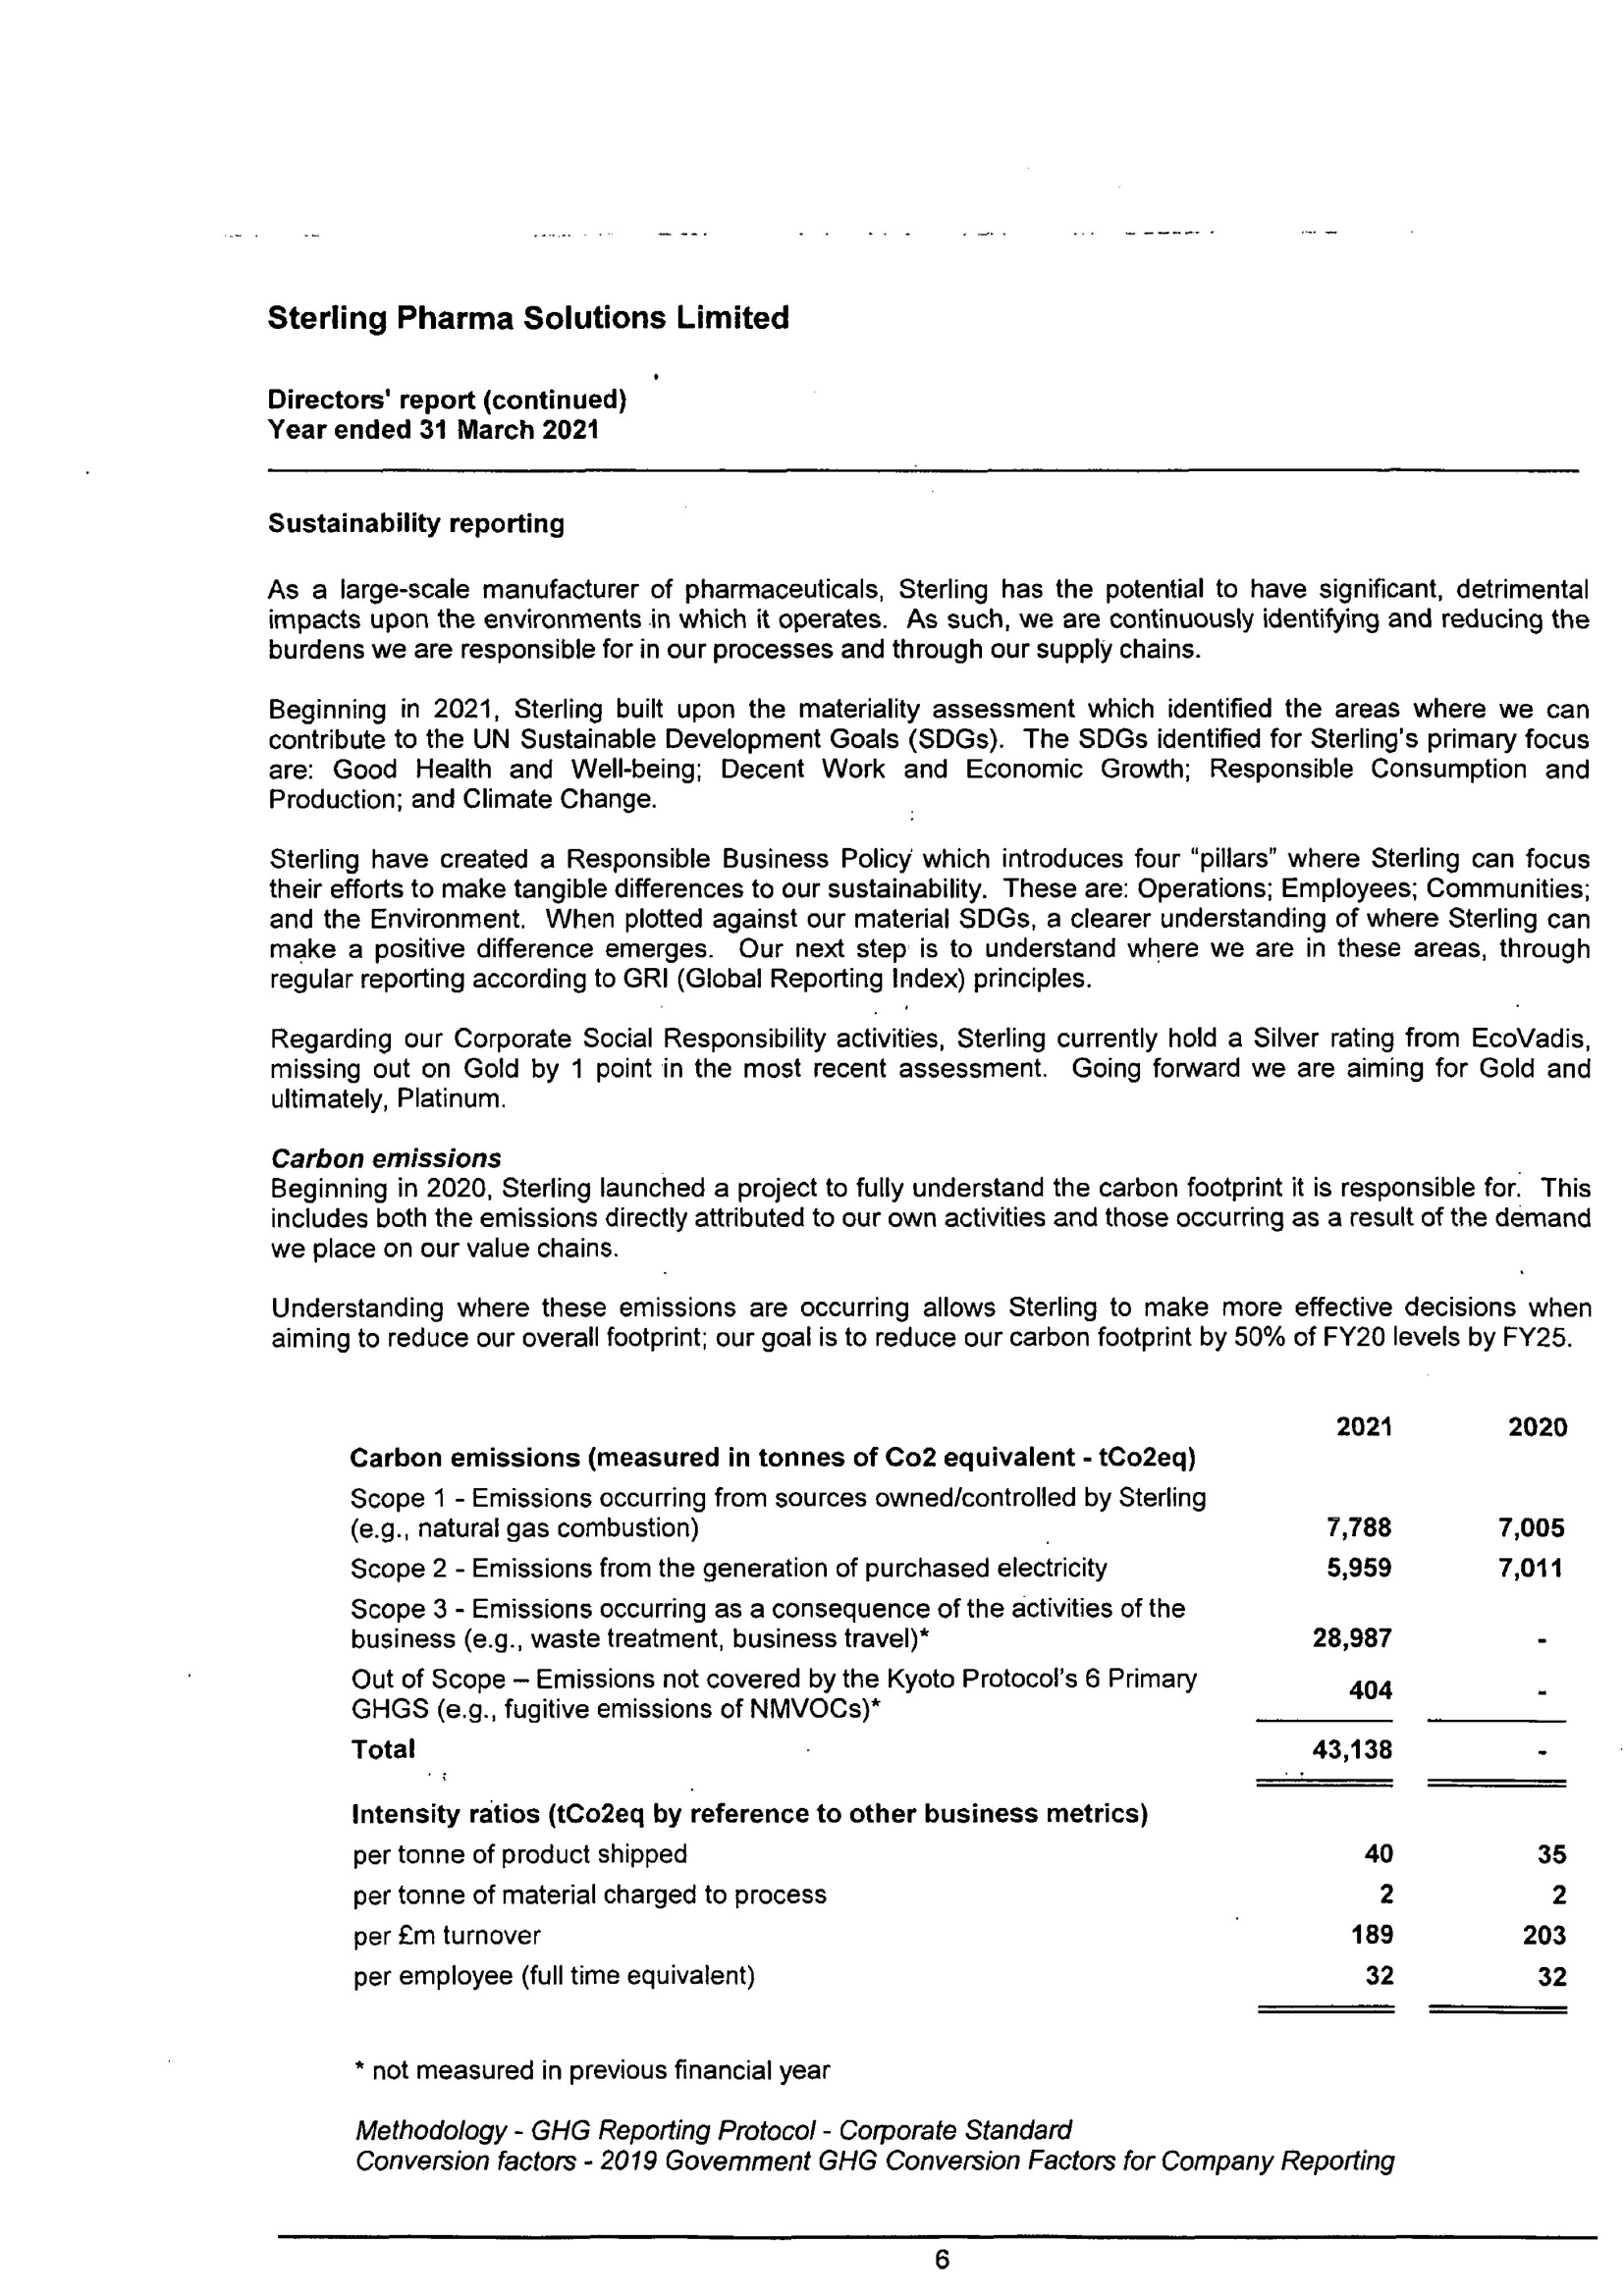 Sterling Pharma Solutions Limited
Directors' report (continued)
Year ended 31 March 2021
Sustainability reporting
As a large-scale manufacturer of pharmaceuticals, Sterling has the potential to have significant, detrimental
impacts upon the environments in which it operates. As such, we are continuously identifying and reducing the
burdens we are responsible for in our processes and through our supply chains.
Beginning in 2021, Sterling built upon the materiality assessment which identified the areas where we can
contribute to the UN Sustainable Development Goals (SDGs). The SDGs identified for Sterling's primary focus
are: Good Health and Well-being; Decent Work and Economic Growth; Responsible Consumption and
Production; and Climate Change.
Sterling have created a Responsible Business Policy which introduces four “pillars” where Sterling can focus
their efforts to make tangible differences to our sustainability. These are: Operations; Employees; Communities;
and the Environment. When plotted against our material SDGs, a clearer understanding of where Sterling can
make a positive difference emerges. Our next step is to understand where we are in these areas, through
regular reporting according to GRI (Global Reporting Index) principles.
Regarding our Corporate Social Responsibility activities, Sterling currently hold a Silver rating from EcoVadis,
missing out on Gold by 1 point in the most recent assessment. Going forward we are aiming for Gold and
ultimately, Platinum.
Carbon emissions
Beginning in 2020, Sterling launched a project to fully understand the carbon footprint it is responsible for. This
includes both the emissions directly attributed to our own activities and those occurring as a result of the demand
we place on our value chains.
Understanding where these emissions are occurring allows Sterling to make more effective decisions when
aiming to reduce our overall footprint; our goal is to reduce our carbon footprint by 50% of FY20 levels by FY25.
2021 2020
Carbon emissions (measured in tonnes of Co2 equivalent - tCo2eq)
Scope 1 - Emissions occurring from sources owned/controlled by Sterling
(e.g., natural gas combustion) 7,788 7,005
Scope 2 - Emissions from the generation of purchased electricity 5,959 7,011
Scope 3 - Emissions occurring as a consequence of the activities of the
business (e.g., waste treatment, business travel)* 28,987 -
Out of Scope – Emissions not covered by the Kyoto Protocol's 6 Primary
GHGS (e.g., fugitive emissions of NMVOCs)* 404 -
Total 43,138 -
Intensity ratios (tCo2eq by reference to other business metrics)
per tonne of product shipped 40 35
per tonne of material charged to process 2 2
per £m turnover 189 203
per employee (full time equivalent) 32 32
* not measured in previous financial year
Methodology - GHG Reporting Protocol - Corporate Standard
Conversion factors - 2019 Government GHG Conversion Factors for Company Reporting
6